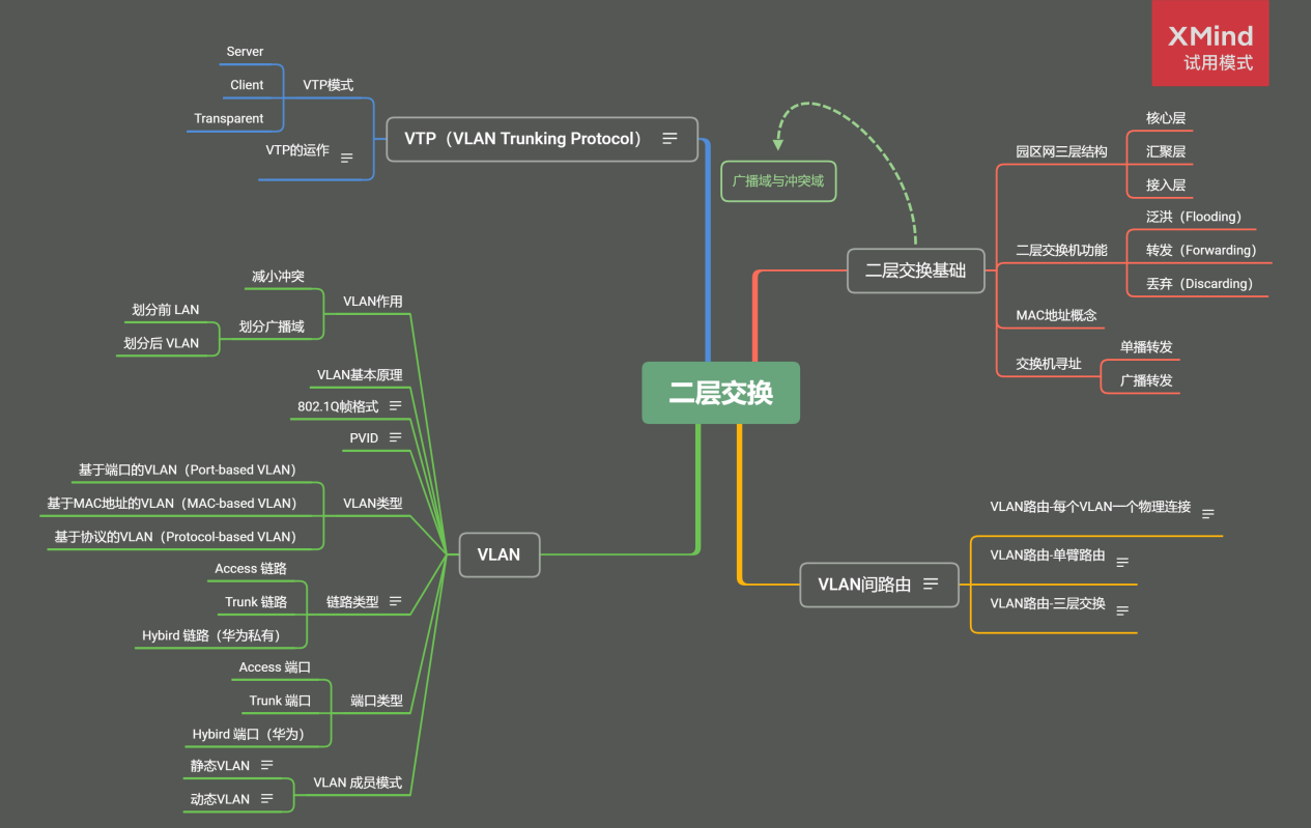 XMind
试用模式
二层交换
二层交换基础
园区网三层结构
核心层
汇聚层
接入层
二层交换机功能
泛洪（Flooding）
转发（Forwarding）
丢弃（Discarding）
MAC地址概念
交换机寻址
单播转发
广播转发
广播域与冲突域
VLAN间路由
VLAN路由-每个VLAN一个物理连接
VLAN路由-单臂路由
VLAN路由-三层交换
VTP（VLAN Trunking Protocol）
VTP模式
Server
Client
Transparent
VTP的运作
VLAN
VLAN作用
减小冲突
划分广播域
划分前 LAN
划分后 VLAN
VLAN基本原理
802.1Q帧格式
PVID
VLAN类型
基于端口的VLAN（Port-based VLAN）
基于MAC地址的VLAN（MAC-based VLAN）
基于协议的VLAN（Protocol-based VLAN）
链路类型
Access 链路
Trunk 链路
Hybird 链路（华为私有）
端口类型
Access 端口
Trunk 端口
Hybird 端口（华为）
VLAN 成员模式
静态VLAN
动态VLAN